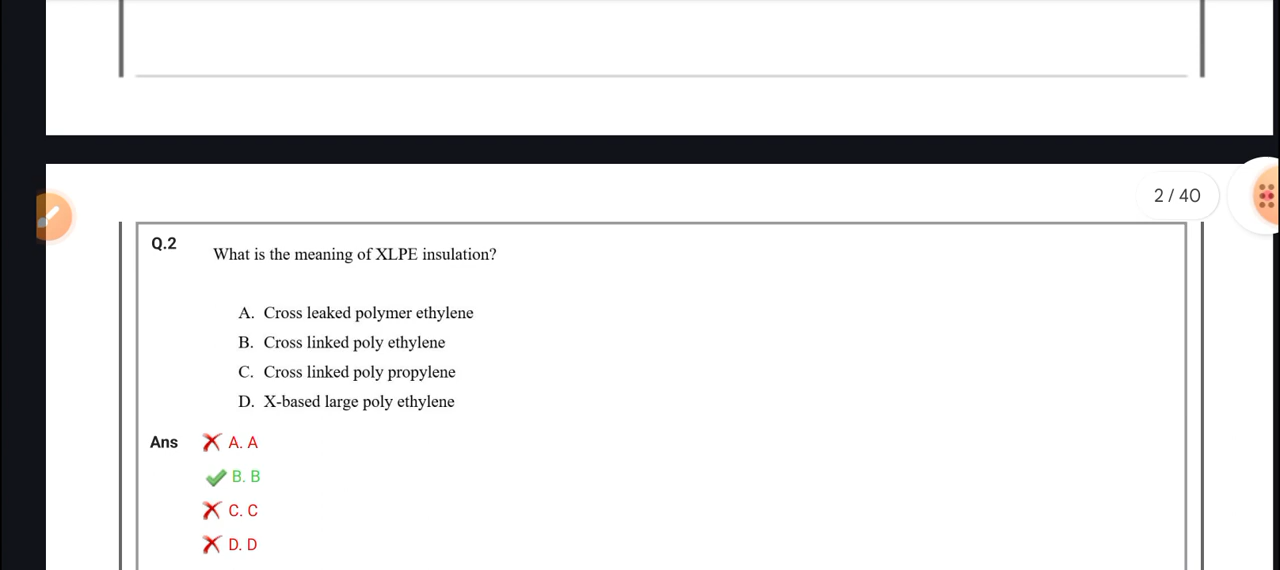 2 / 40
Q.2 What is the meaning of XLPE insulation?
A. Cross leaked polymer ethylene
B. Cross linked poly ethylene
C. Cross linked poly propylene
D. X-based large poly ethylene
Ans A. A
B. B
C. C
D. D